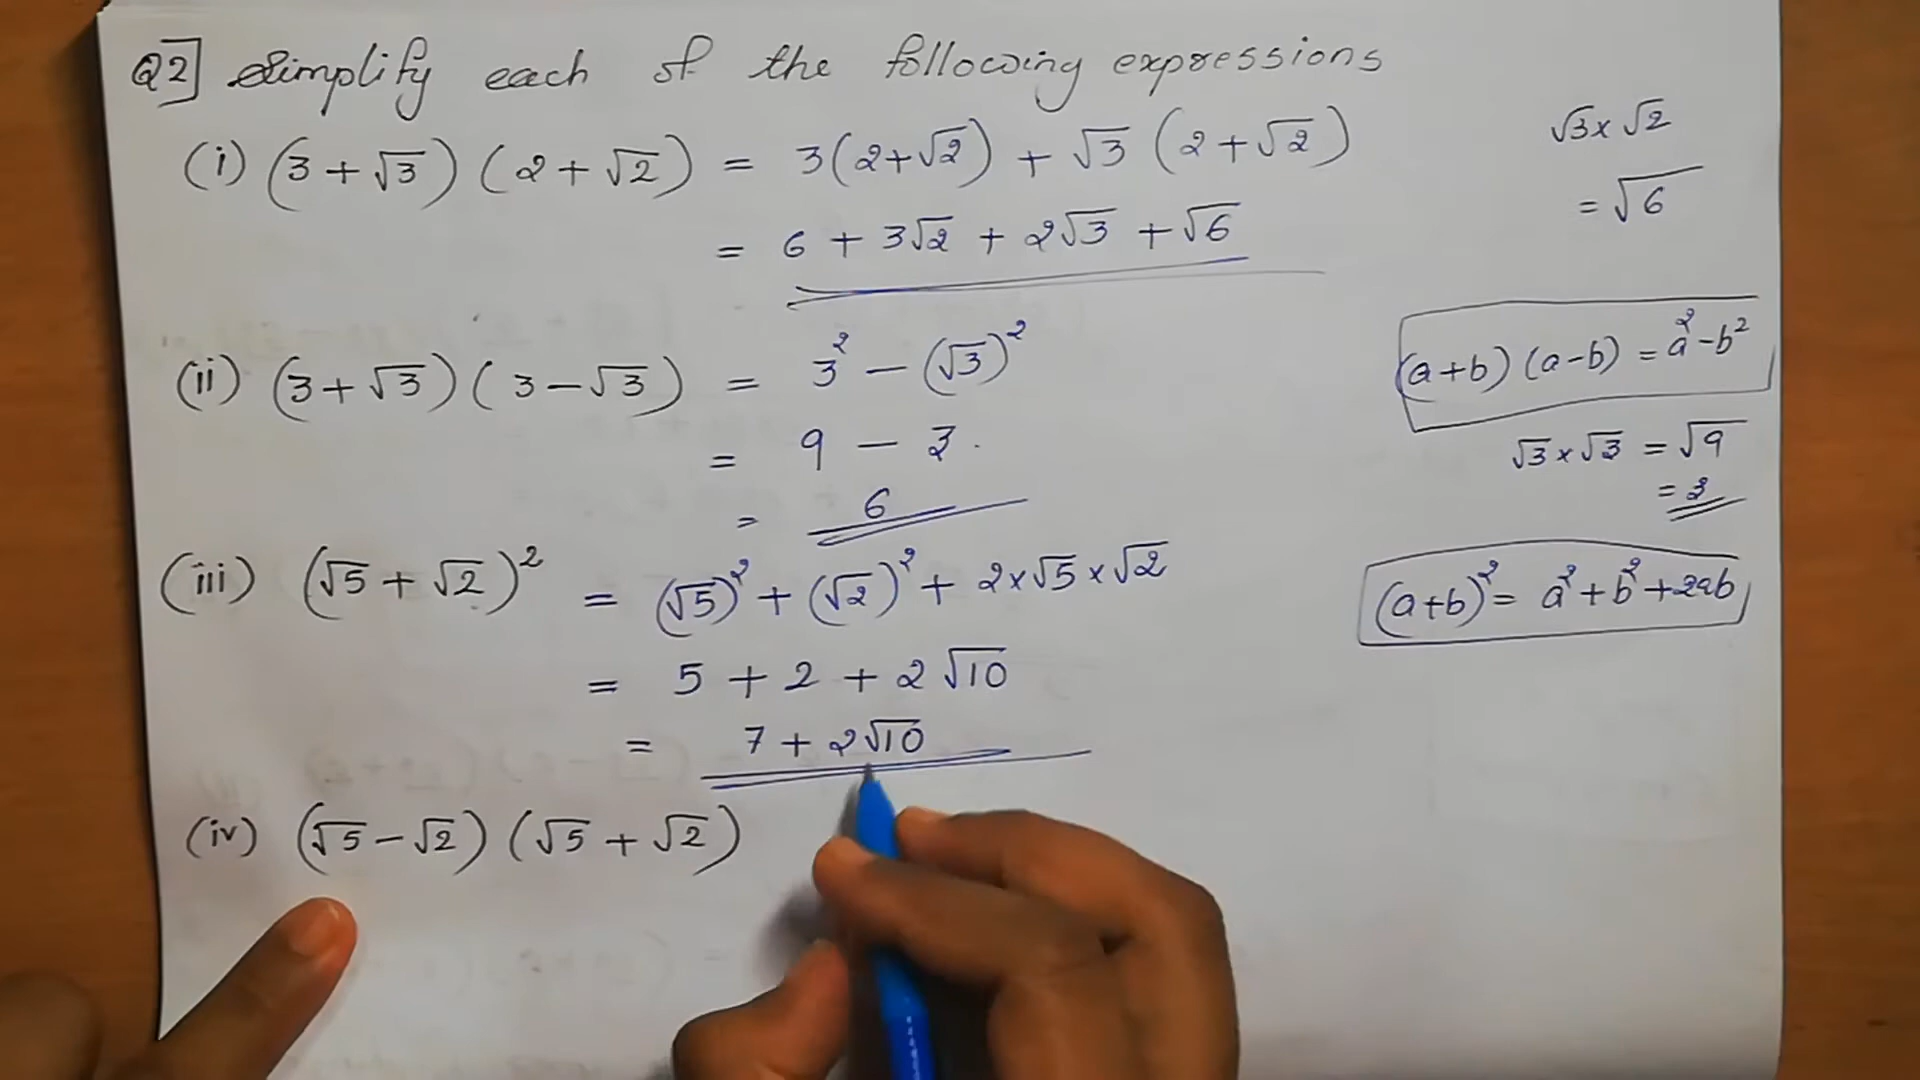 Q2] Simplify each of the following expressions
(i) (3+√3) (2+√2) = 3(2+√2) + √3 (2+√2)
= 6 + 3√2 + 2√3 + √6
√3 × √2
= √6
(ii) (3+√3) (3-√3) = 3² - (√3)²
= 9 - 3.
= 6
(a+b) (a-b) = a² - b²
√3 × √3 = √9
= 3
(iii) (√5 + √2)² = (√5)² + (√2)² + 2×√5×√2
= 5 + 2 + 2√10
= 7 + 2√10
(a+b)² = a² + b² + 2ab
(iv) (√5 - √2) (√5 + √2)